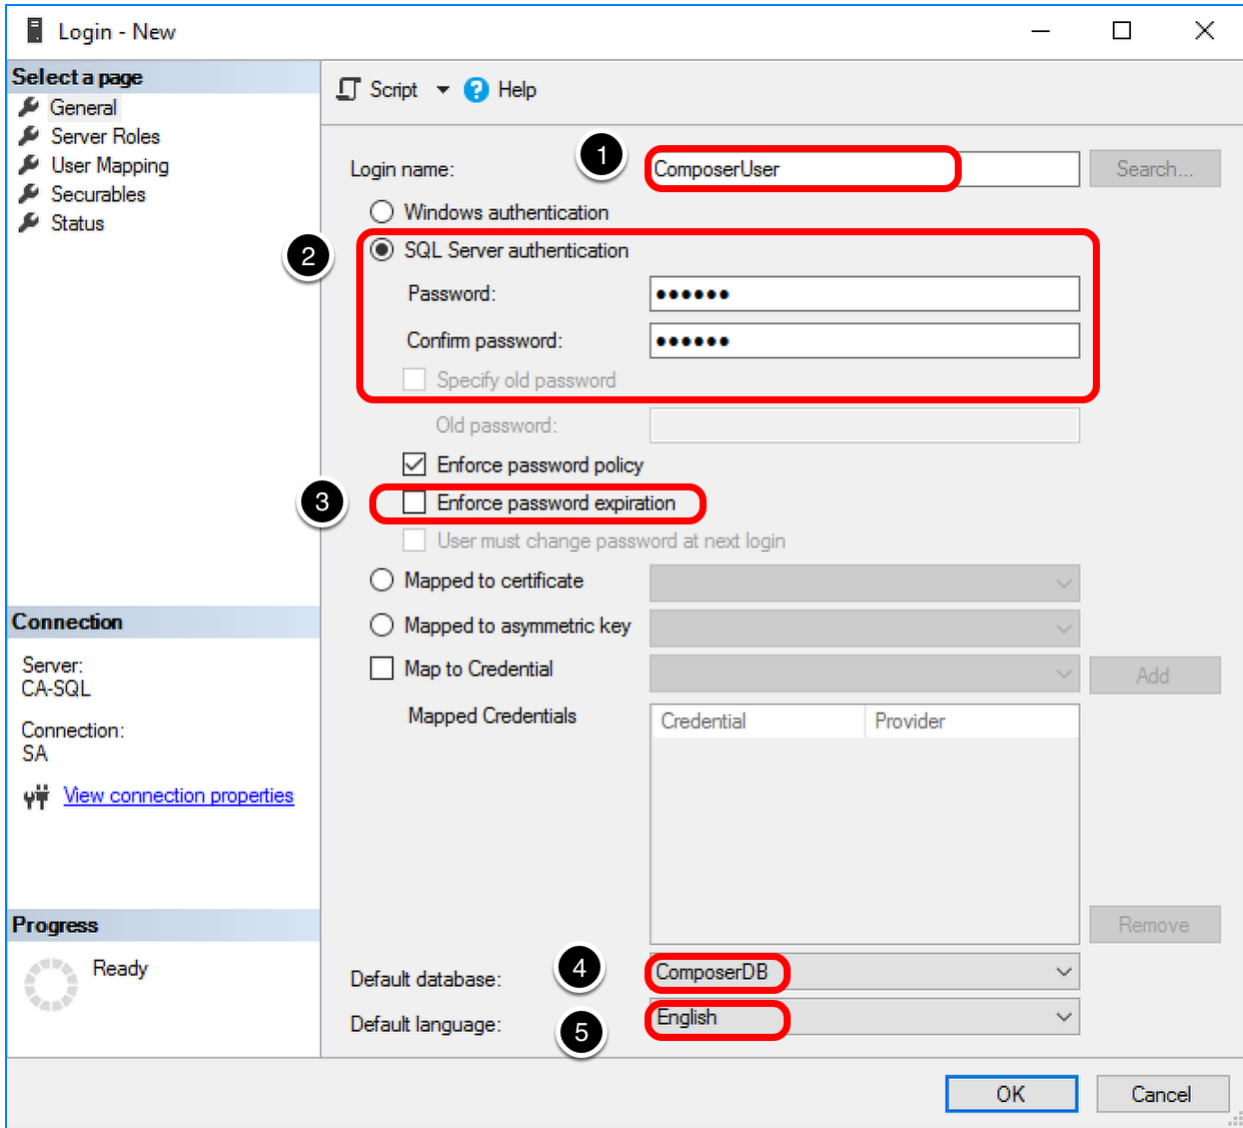 Login - New
Select a page
General
Server Roles
User Mapping
Securables
Status
Script
Help
1
Login name:
ComposerUser
Search...
Windows authentication
2
SQL Server authentication
Password:
●●●●●●
Confirm password:
●●●●●●
Specify old password
Old password:
Enforce password policy
3
Enforce password expiration
User must change password at next login
Mapped to certificate
Mapped to asymmetric key
Map to Credential
Add
Mapped Credentials
Credential
Provider
Remove
Default database:
4
ComposerDB
Default language:
5
English
Connection
Server:
CA-SQL
Connection:
SA
View connection properties
Progress
Ready
OK
Cancel